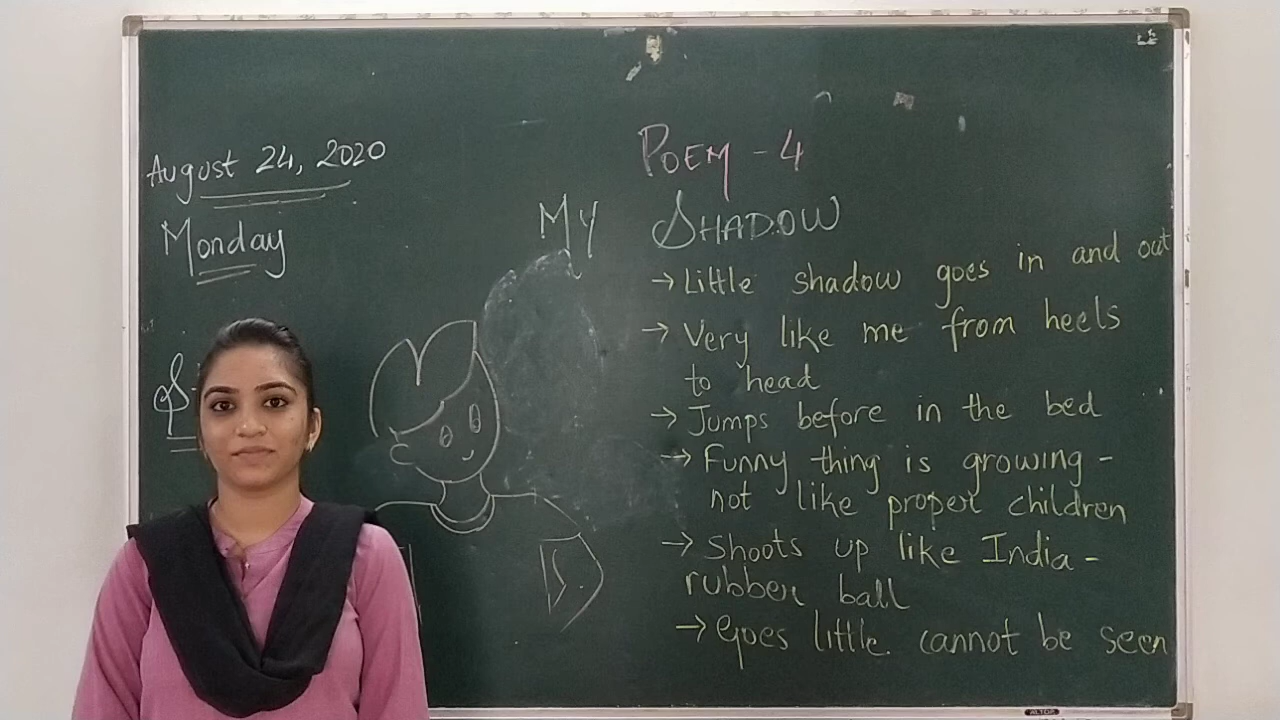 August 24, 2020
Monday
POEM - 4
MY SHADOW
→ Little shadow goes in and out
→ Very like me from heels
to head
→ Jumps before in the bed
→ Funny thing is growing -
not like proper children
→ Shoots up like India -
rubber ball
→ Goes little. cannot be seen
ALTOP